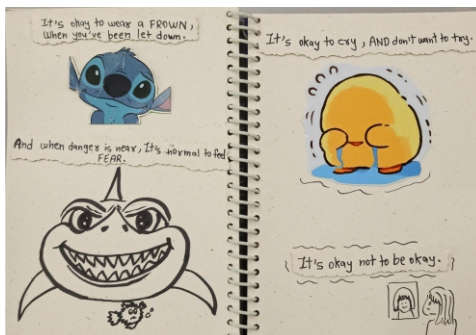 It's okay to wear a FROWN,
When you've been let down.
And when danger is near, It's normal to feel
FEAR.
It's okay to cry, AND don't want to try.
It's okay not to be okay.